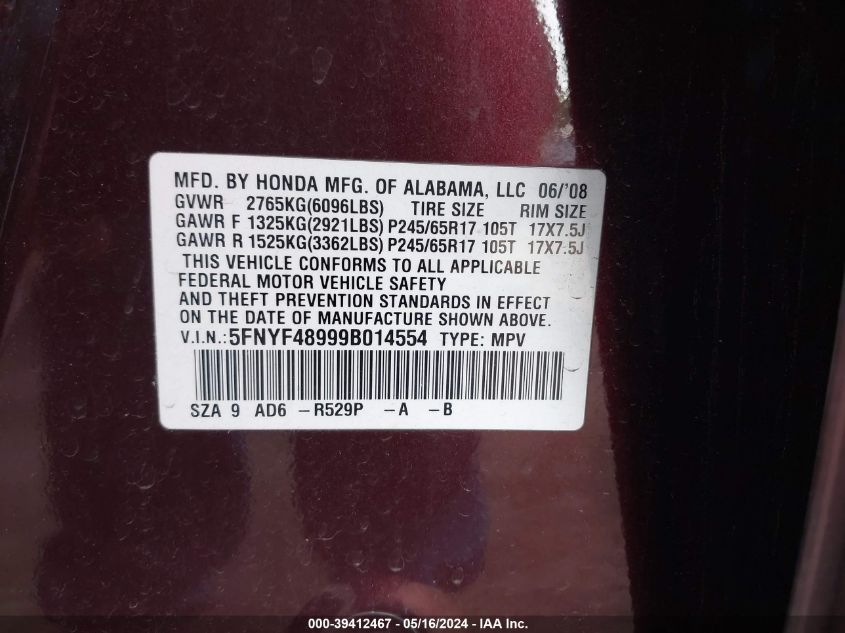 MFD. BY HONDA MFG. OF ALABAMA, LLC 06/'08
GVWR 2765KG(6096LBS) TIRE SIZE RIM SIZE
GAWR F 1325KG(2921LBS) P245/65R17 105T 17X7.5J
GAWR R 1525KG(3362LBS) P245/65R17 105T 17X7.5J
THIS VEHICLE CONFORMS TO ALL APPLICABLE
FEDERAL MOTOR VEHICLE SAFETY
AND THEFT PREVENTION STANDARDS IN EFFECT
ON THE DATE OF MANUFACTURE SHOWN ABOVE.
V.I.N.:5FNYF48999B014554 TYPE: MPV
SZA 9 AD6 -R529P -A -B
000-39412467 - 05/16/2024 - IAA Inc.